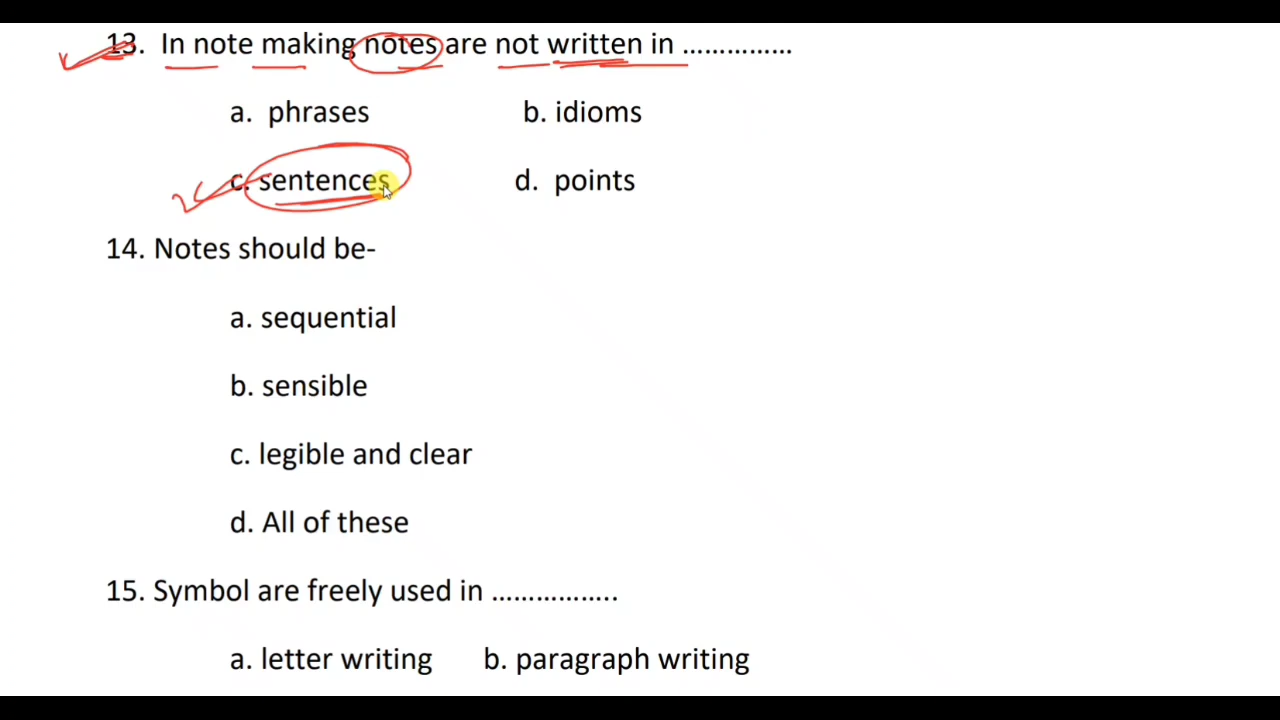 13. In note making notes are not written in ...............
a. phrases b. idioms
c. sentences d. points
14. Notes should be-
a. sequential
b. sensible
c. legible and clear
d. All of these
15. Symbol are freely used in .................
a. letter writing b. paragraph writing